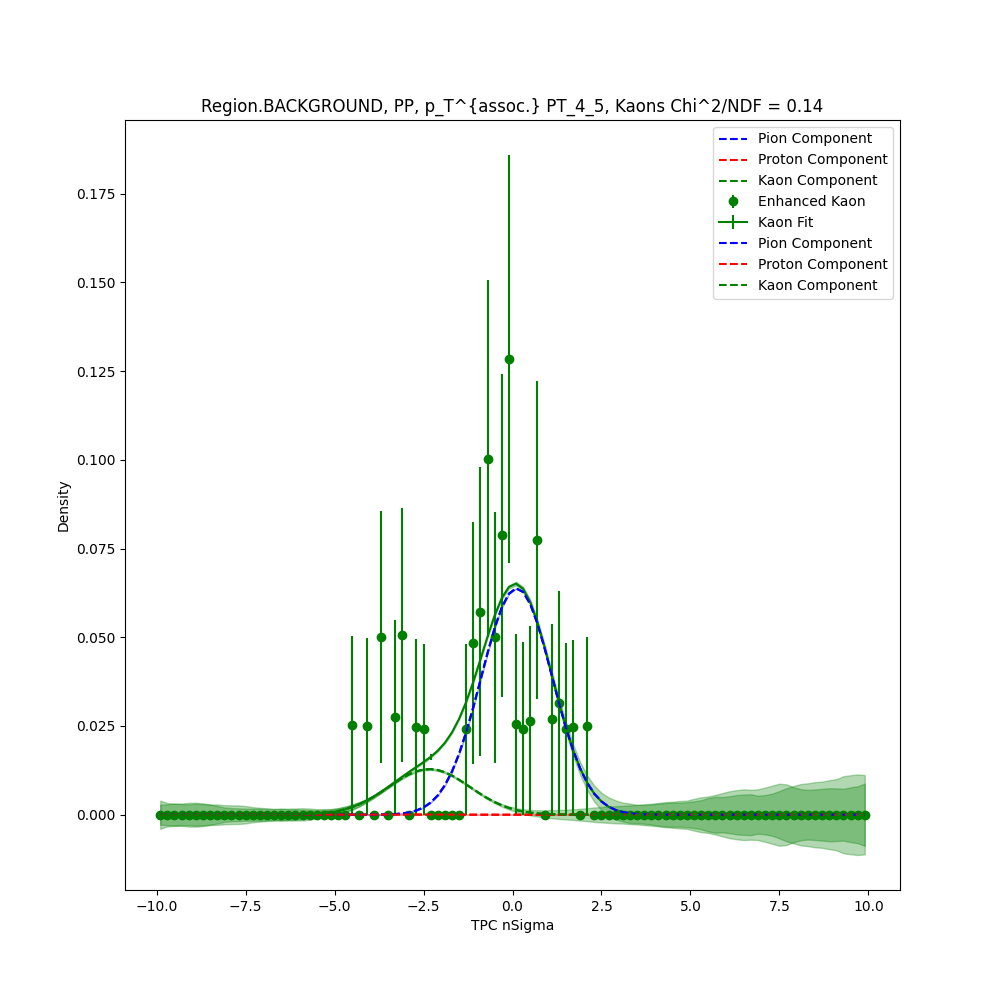 Region.BACKGROUND, PP, p_T^{assoc.} PT_4_5, Kaons Chi^2/NDF = 0.14
Pion Component
Proton Component
Kaon Component
Enhanced Kaon
Kaon Fit
Pion Component
Proton Component
Kaon Component
0.175
0.150
0.125
0.100
0.075
0.050
0.025
0.000
Density
−10.0 −7.5 −5.0 −2.5 0.0 2.5 5.0 7.5 10.0
TPC nSigma